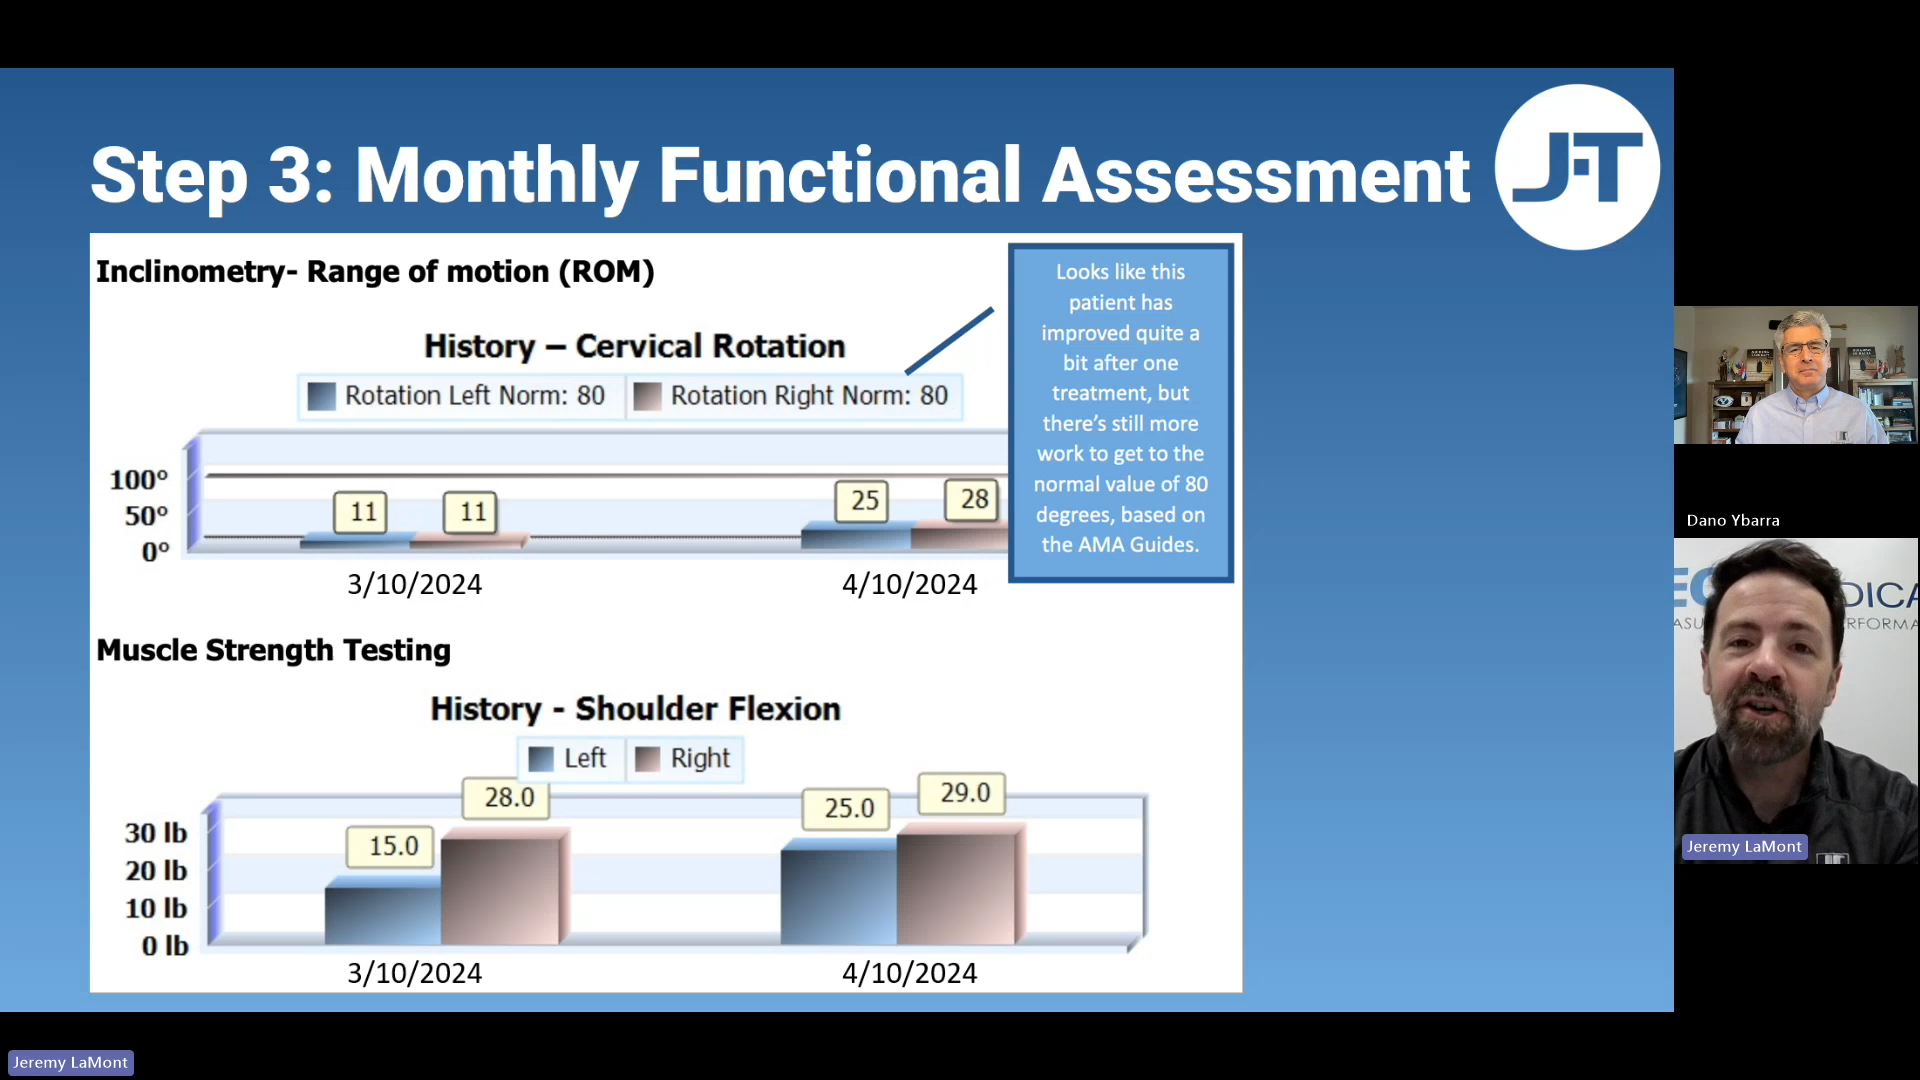 Step 3: Monthly Functional Assessment
JT
Inclinometry- Range of motion (ROM)
History – Cervical Rotation
Rotation Left Norm: 80
Rotation Right Norm: 80
100°
50°
0°
11
11
25
28
3/10/2024
4/10/2024
Looks like this
patient has
improved quite a
bit after one
treatment, but
there's still more
work to get to the
normal value of 80
degrees, based on
the AMA Guides.
Muscle Strength Testing
History - Shoulder Flexion
Left
Right
30 lb
20 lb
10 lb
0 lb
15.0
28.0
25.0
29.0
3/10/2024
4/10/2024
Dano Ybarra
DICA
ASU
RFORMA
Jeremy LaMont
Jeremy LaMont